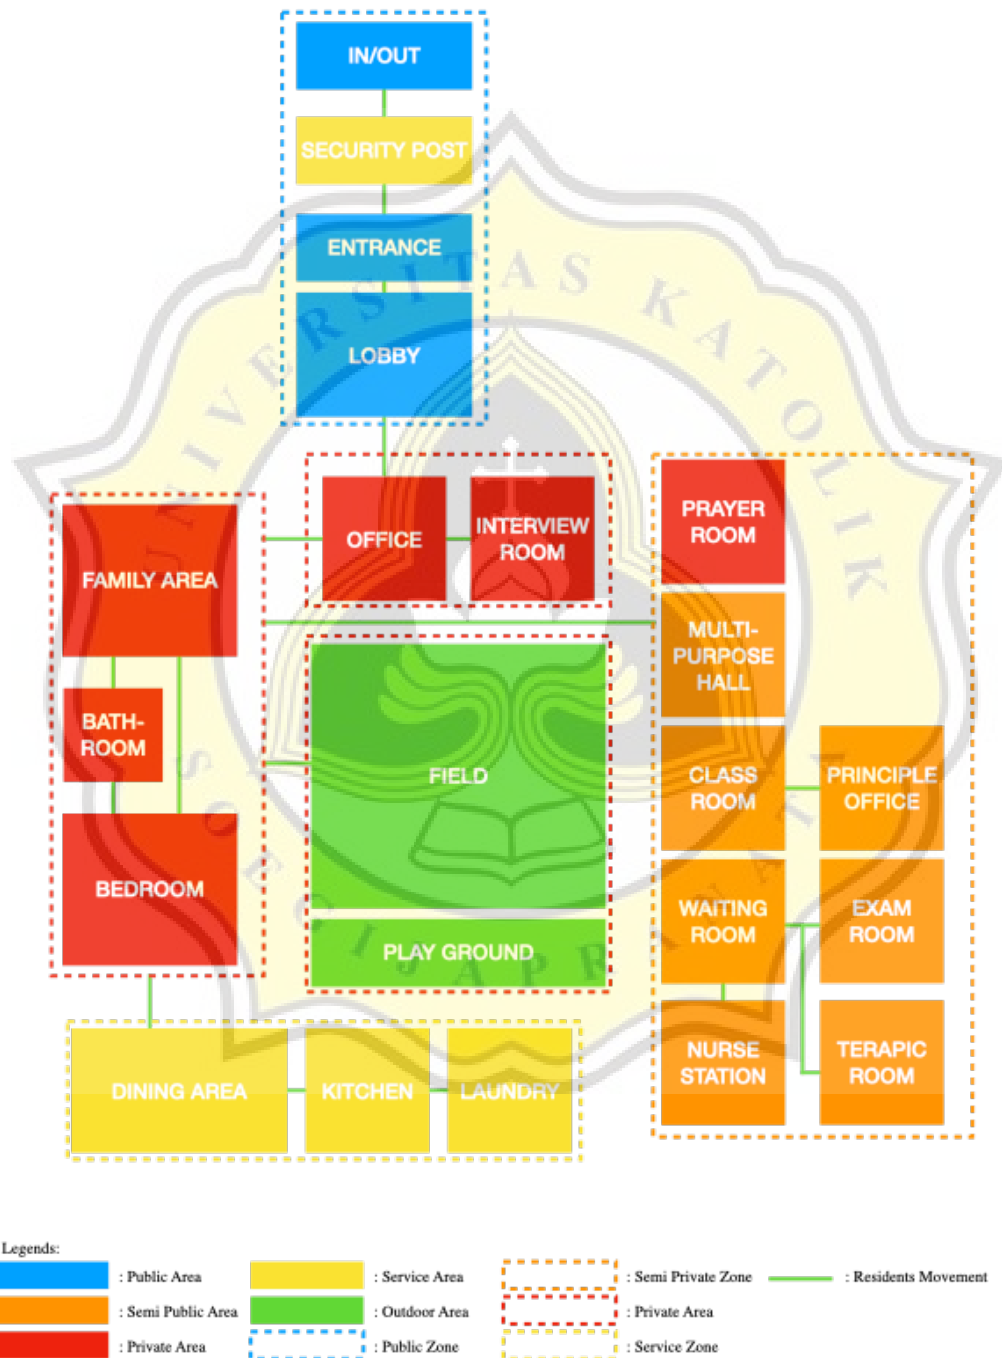 IN/OUT
SECURITY POST
ENTRANCE
LOBBY
UNIVERSITAS KATOLIK
SOEGIJAPRANATA
OFFICE
INTERVIEW
ROOM
PRAYER
ROOM
FAMILY AREA
MULTI-
PURPOSE
HALL
BATH-
ROOM
FIELD
CLASS
ROOM
PRINCIPLE
OFFICE
BEDROOM
WAITING
ROOM
EXAM
ROOM
PLAY GROUND
NURSE
STATION
TERAPIC
ROOM
DINING AREA
KITCHEN
LAUNDRY
Legends:
: Public Area
: Service Area
: Semi Private Zone
: Residents Movement
: Semi Public Area
: Outdoor Area
: Private Area
: Private Area
: Public Zone
: Service Zone